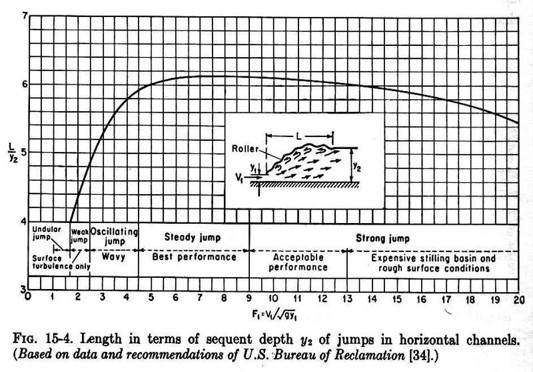 7
6
L
y₂
5
4
3
Roller
L
y₁
V₁
y₂
Undular
jump
Weak
jump
Oscillating
jump
Steady jump
Strong jump
Surface
turbulence only
Wavy
Best performance
Acceptable
performance
Expensive stilling basin and
rough surface conditions
0 1 2 3 4 5 6 7 8 9 10 11 12 13 14 15 16 17 18 19 20
F₁=V₁/√gy₁
FIG. 15-4. Length in terms of sequent depth y₂ of jumps in horizontal channels.
(Based on data and recommendations of U.S. Bureau of Reclamation [34].)